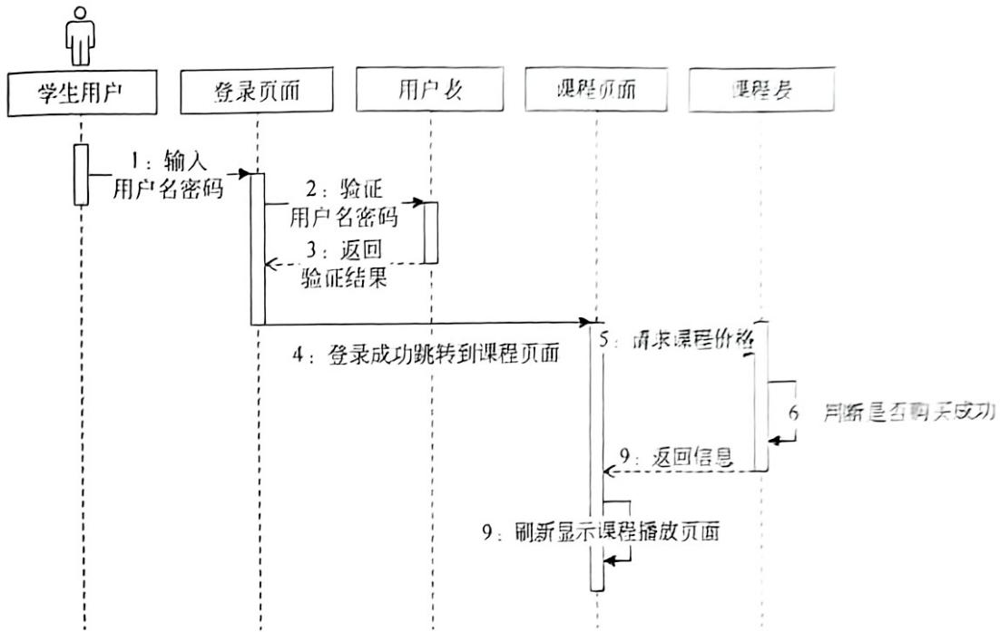 学生用户
登录页面
用户表
课程页面
课程表
1：输入
用户名密码
2：验证
用户名密码
3：返回
验证结果
4：登录成功跳转到课程页面
5：请求课程价格
6 判断是否购买成功
9：返回信息
9：刷新显示课程播放页面